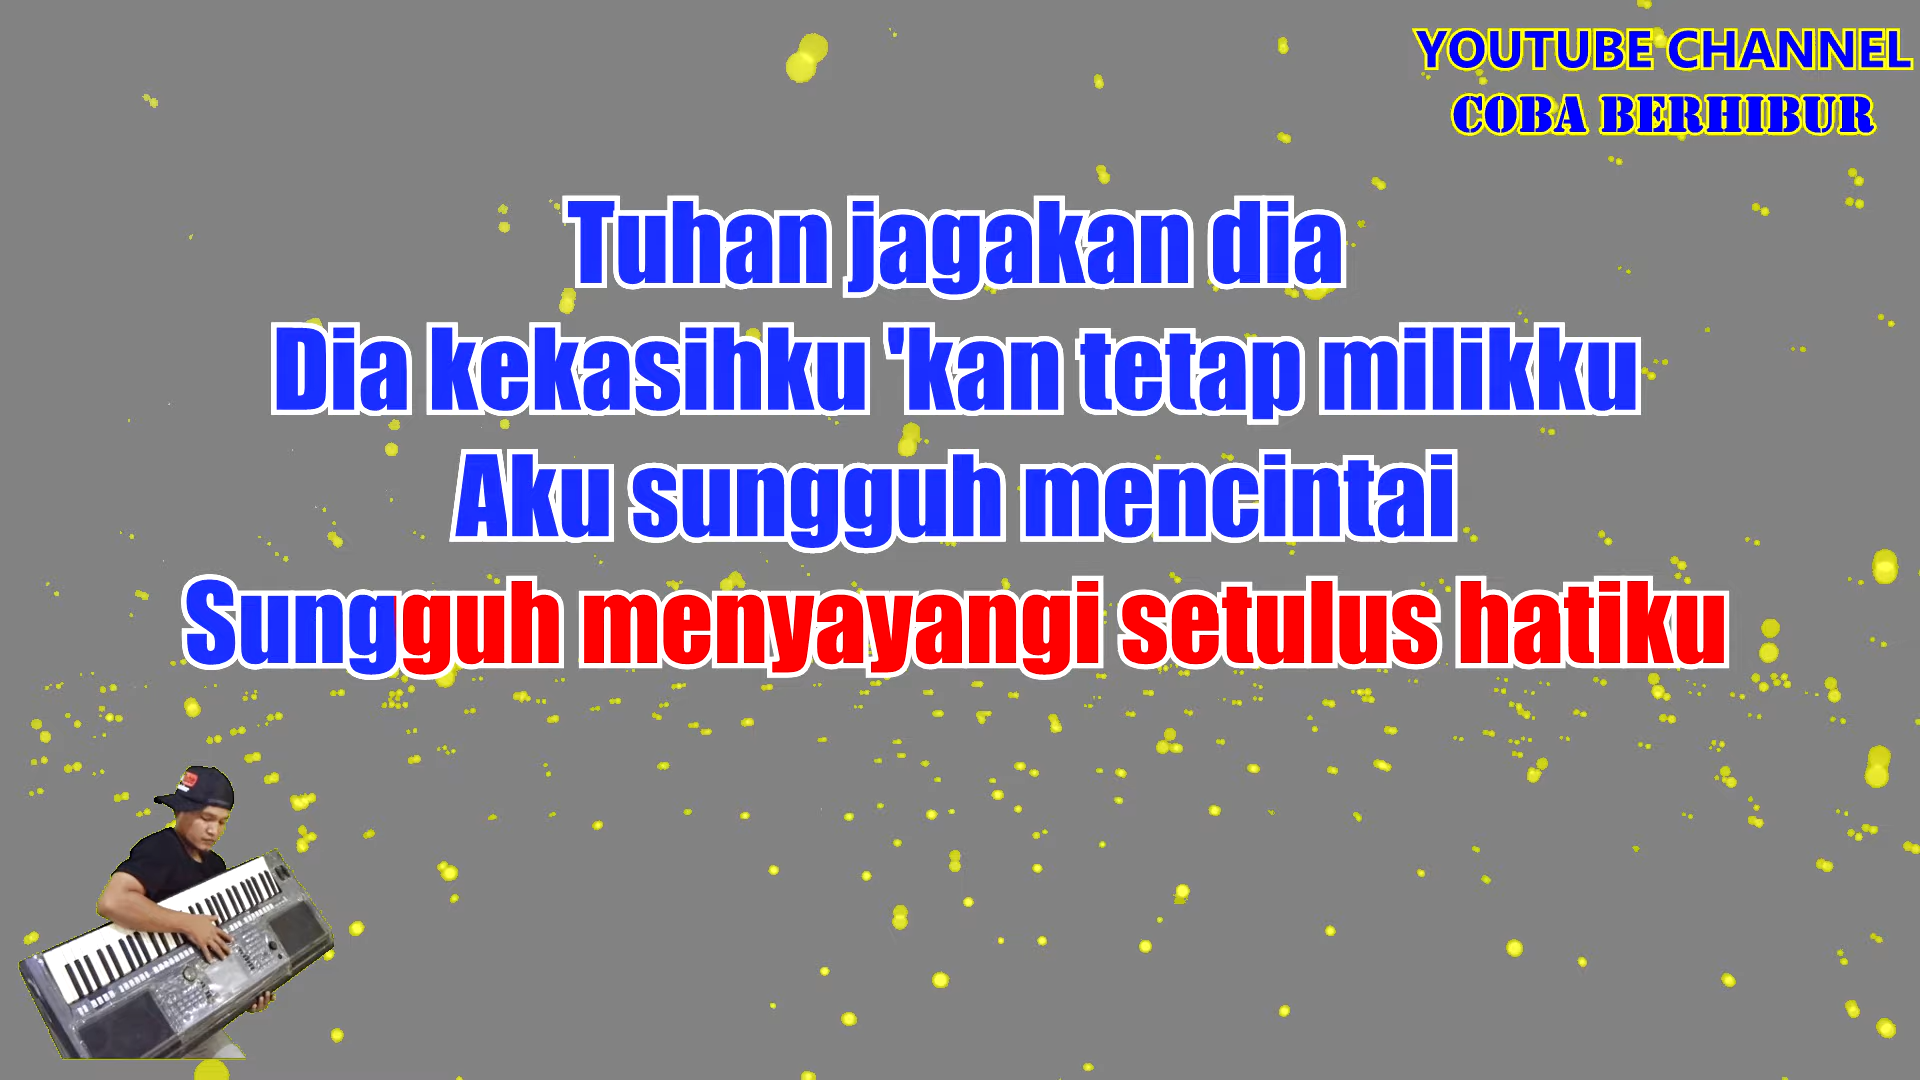 YOUTUBE CHANNEL
COBA BERHIBUR
Tuhan jagakan dia
Dia kekasihku 'kan tetap milikku
Aku sungguh mencintai
Sungguh menyayangi setulus hatiku